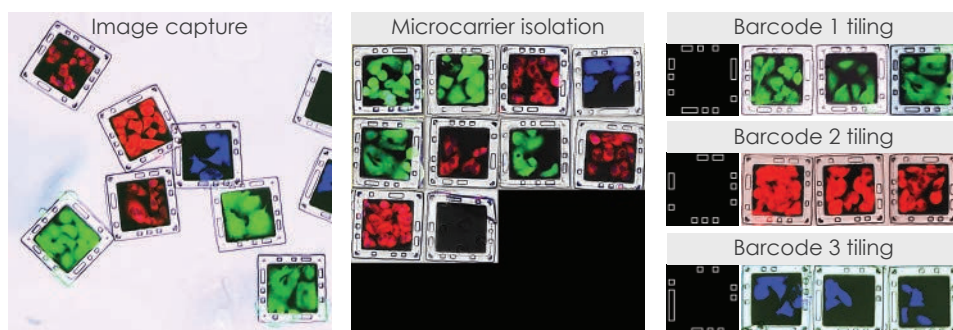 Image capture
Microcarrier isolation
Barcode 1 tiling
Barcode 2 tiling
Barcode 3 tiling